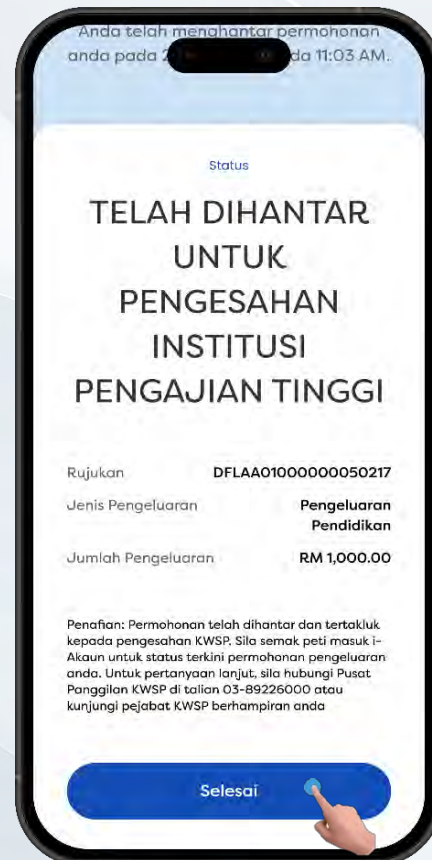 Anda telah menghantar permohonan
anda pada 2 da 11:03 AM.
Status
TELAH DIHANTAR
UNTUK
PENGESAHAN
INSTITUSI
PENGAJIAN TINGGI
Rujukan DFLAA01000000050217
Jenis Pengeluaran Pengeluaran
Pendidikan
Jumlah Pengeluaran RM 1,000.00
Penafian: Permohonan telah dihantar dan tertakluk
kepada pengesahan KWSP. Sila semak peti masuk i-
Akaun untuk status terkini permohonan pengeluaran
anda. Untuk pertanyaan lanjut, sila hubungi Pusat
Panggilan KWSP di talian 03-89226000 atau
kunjungi pejabat KWSP berhampiran anda
Selesai